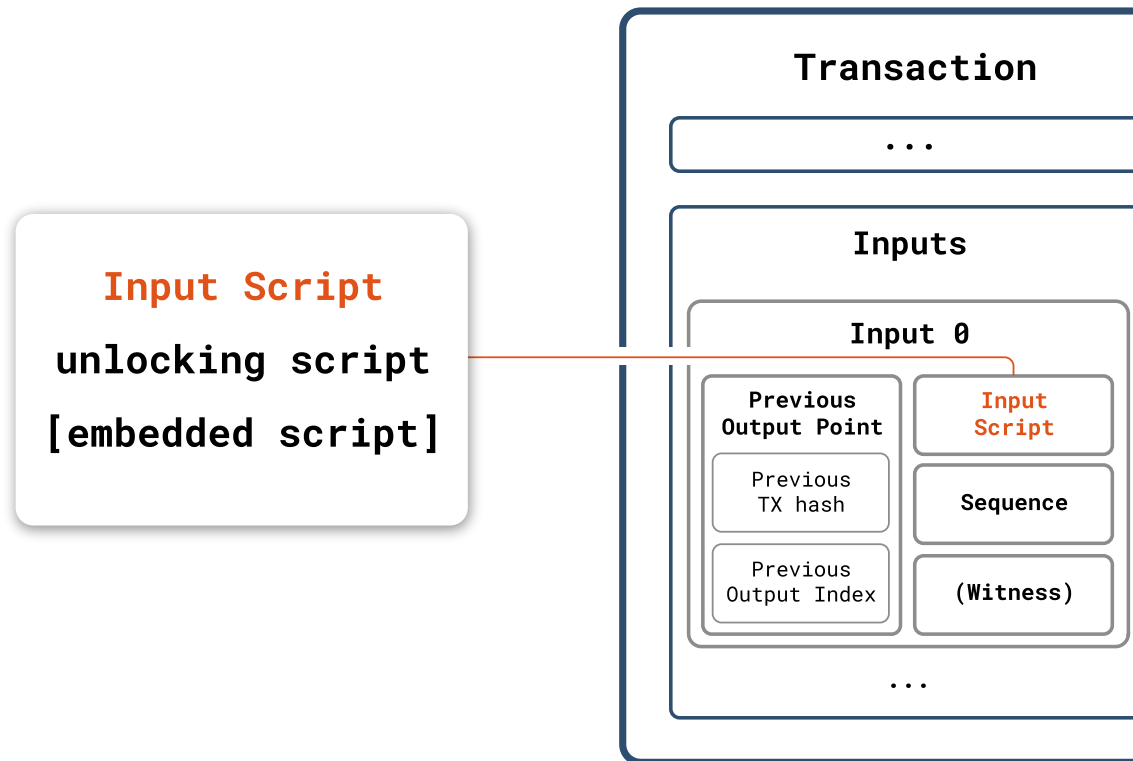 Transaction
...
Inputs
Input Script
unlocking script
[embedded script]
Input 0
Previous
Output Point
Previous
TX hash
Previous
Output Index
Input
Script
Sequence
(Witness)
...